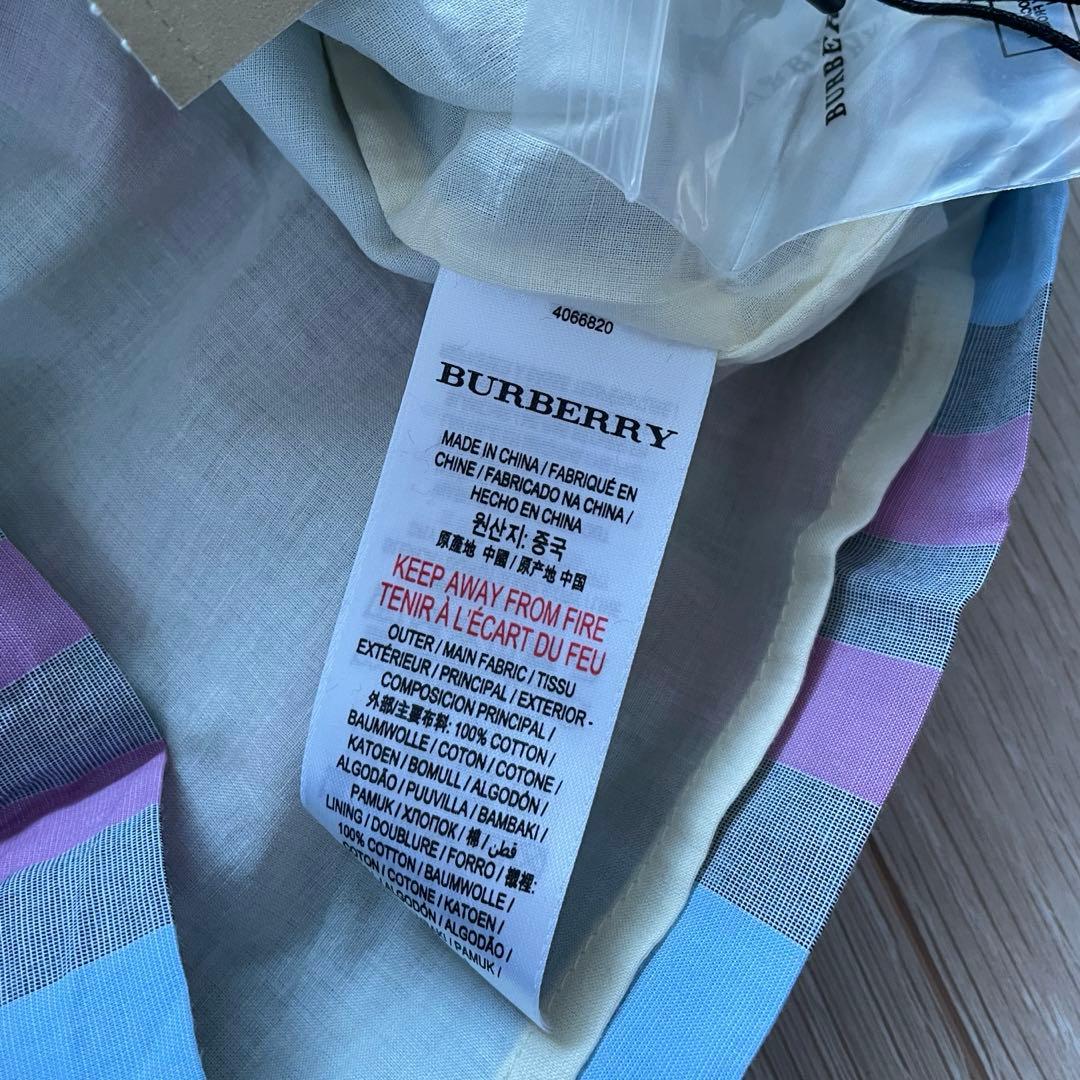 BURBERRY
4066820
BURBERRY
MADE IN CHINA / FABRIQUÉ EN
CHINE / FABRICADO NA CHINA /
HECHO EN CHINA
원산지: 중국
原產地 中國 / 原产地 中国
KEEP AWAY FROM FIRE
TENIR À L'ÉCART DU FEU
OUTER / MAIN FABRIC / TISSU
EXTÉRIEUR / PRINCIPAL / EXTERIOR -
COMPOSICION PRINCIPAL /
外部/主要布料: 100% COTTON /
BAUMWOLLE / COTON / COTONE /
KATOEN / BOMULL / ALGODÓN /
ALGODÃO / PUUVILLA / BAMBAKI /
PAMUK / ХЛОПОК / 棉 / قطن
LINING / DOUBLURE / FORRO / 襯裡:
100% COTTON / BAUMWOLLE /
COTON / COTONE / KATOEN /
/ ALGODÃO /
/ PAMUK /